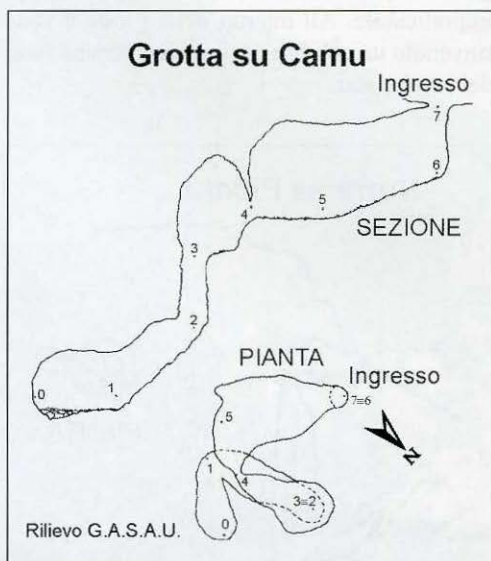 Grotta su Camu
Ingresso
7
6
5
4
SEZIONE
3
2
PIANTA
Ingresso
0
1
7=6
5
N
1
4
3=2
0
Rilievo G.A.S.A.U.